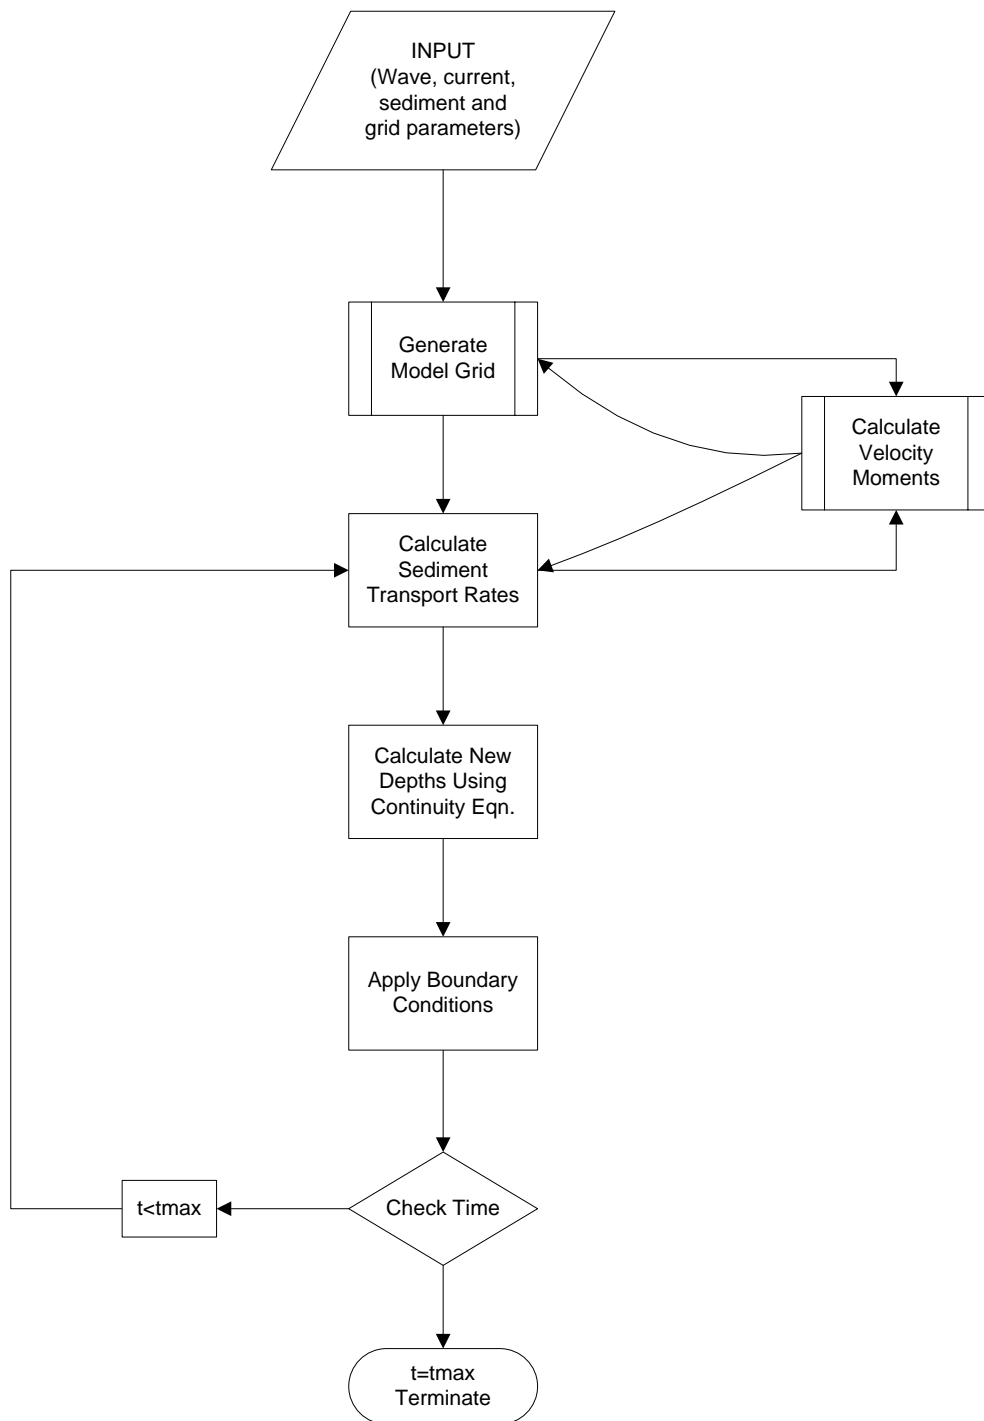 INPUT
(Wave, current,
sediment and
grid parameters)
Generate
Model Grid
Calculate
Velocity
Moments
Calculate
Sediment
Transport Rates
Calculate New
Depths Using
Continuity Eqn.
Apply Boundary
Conditions
t<tmax
Check Time
t=tmax
Terminate